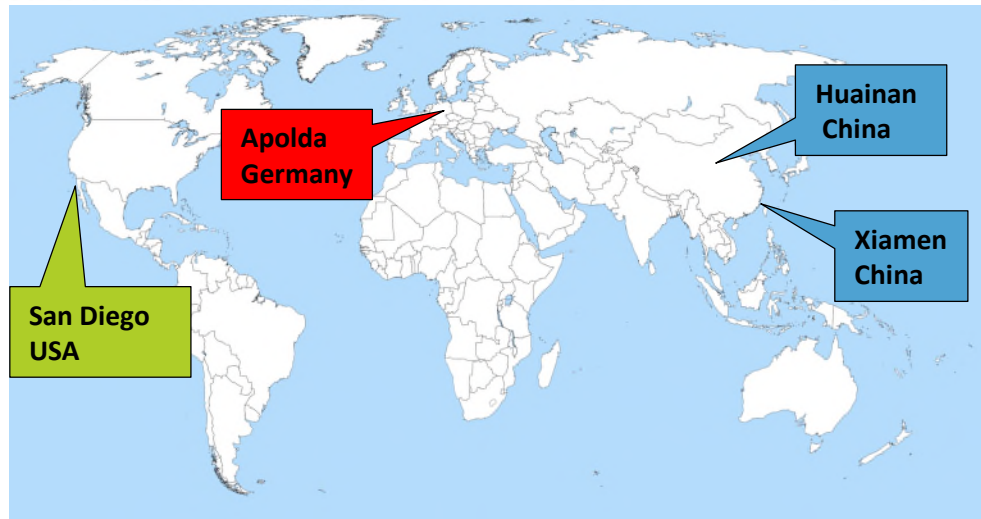 Huainan
China
Apolda
Germany
Xiamen
China
San Diego
USA